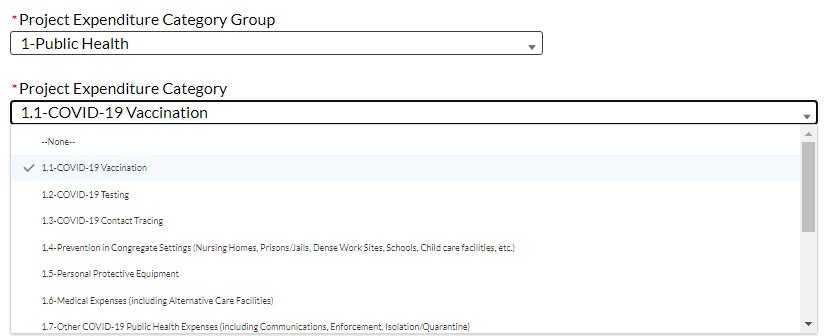 *Project Expenditure Category Group
1-Public Health
*Project Expenditure Category
1.1-COVID-19 Vaccination
--None--
1.1-COVID-19 Vaccination
1.2-COVID-19 Testing
1.3-COVID-19 Contact Tracing
1.4-Prevention in Congregate Settings (Nursing Homes, Prisons/Jails, Dense Work Sites, Schools, Child care facilities, etc.)
1.5-Personal Protective Equipment
1.6-Medical Expenses (including Alternative Care Facilities)
1.7-Other COVID-19 Public Health Expenses (including Communications, Enforcement, Isolation/Quarantine)